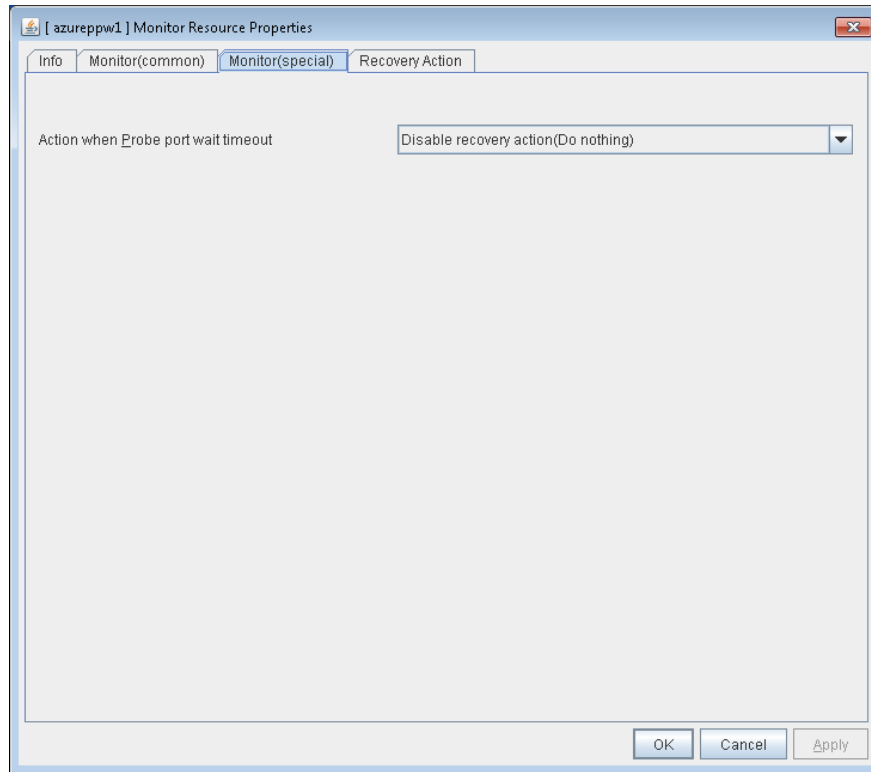 [ azureppw1 ] Monitor Resource Properties
Info Monitor(common) Monitor(special) Recovery Action
Action when Probe port wait timeout Disable recovery action(Do nothing)
OK Cancel Apply